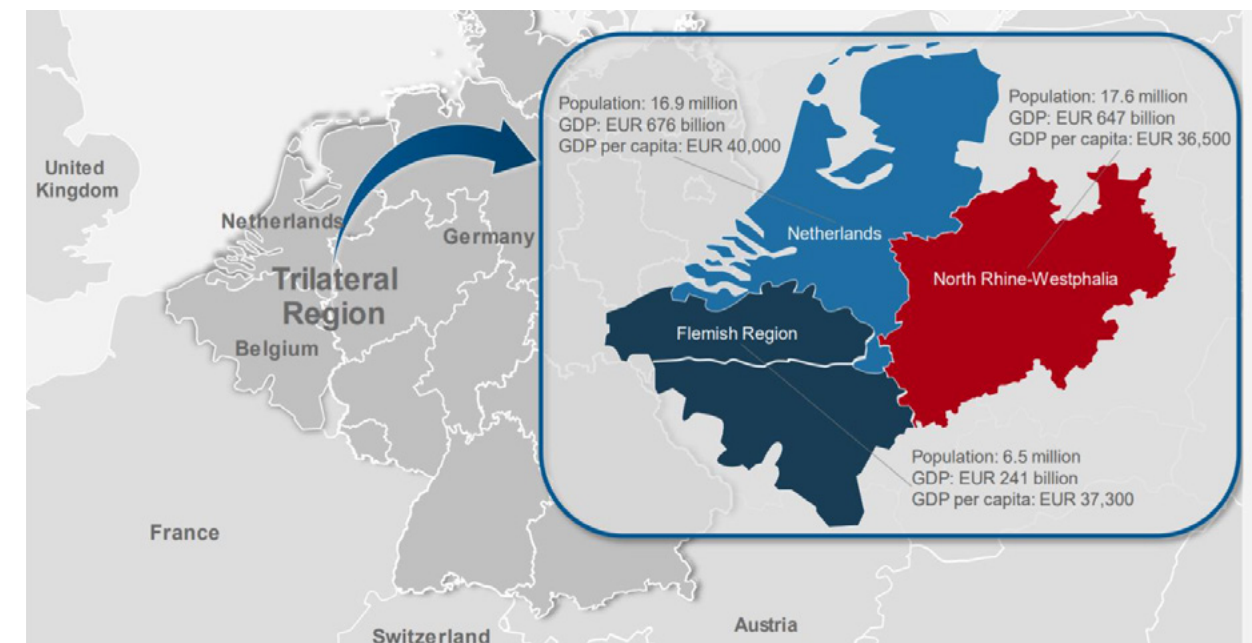 United
Kingdom
Netherlands
Germany
Trilateral
Region
Belgium
France
Switzerland
Austria
Population: 16.9 million
GDP: EUR 676 billion
GDP per capita: EUR 40,000
Population: 17.6 million
GDP: EUR 647 billion
GDP per capita: EUR 36,500
Netherlands
North Rhine-Westphalia
Flemish Region
Population: 6.5 million
GDP: EUR 241 billion
GDP per capita: EUR 37,300